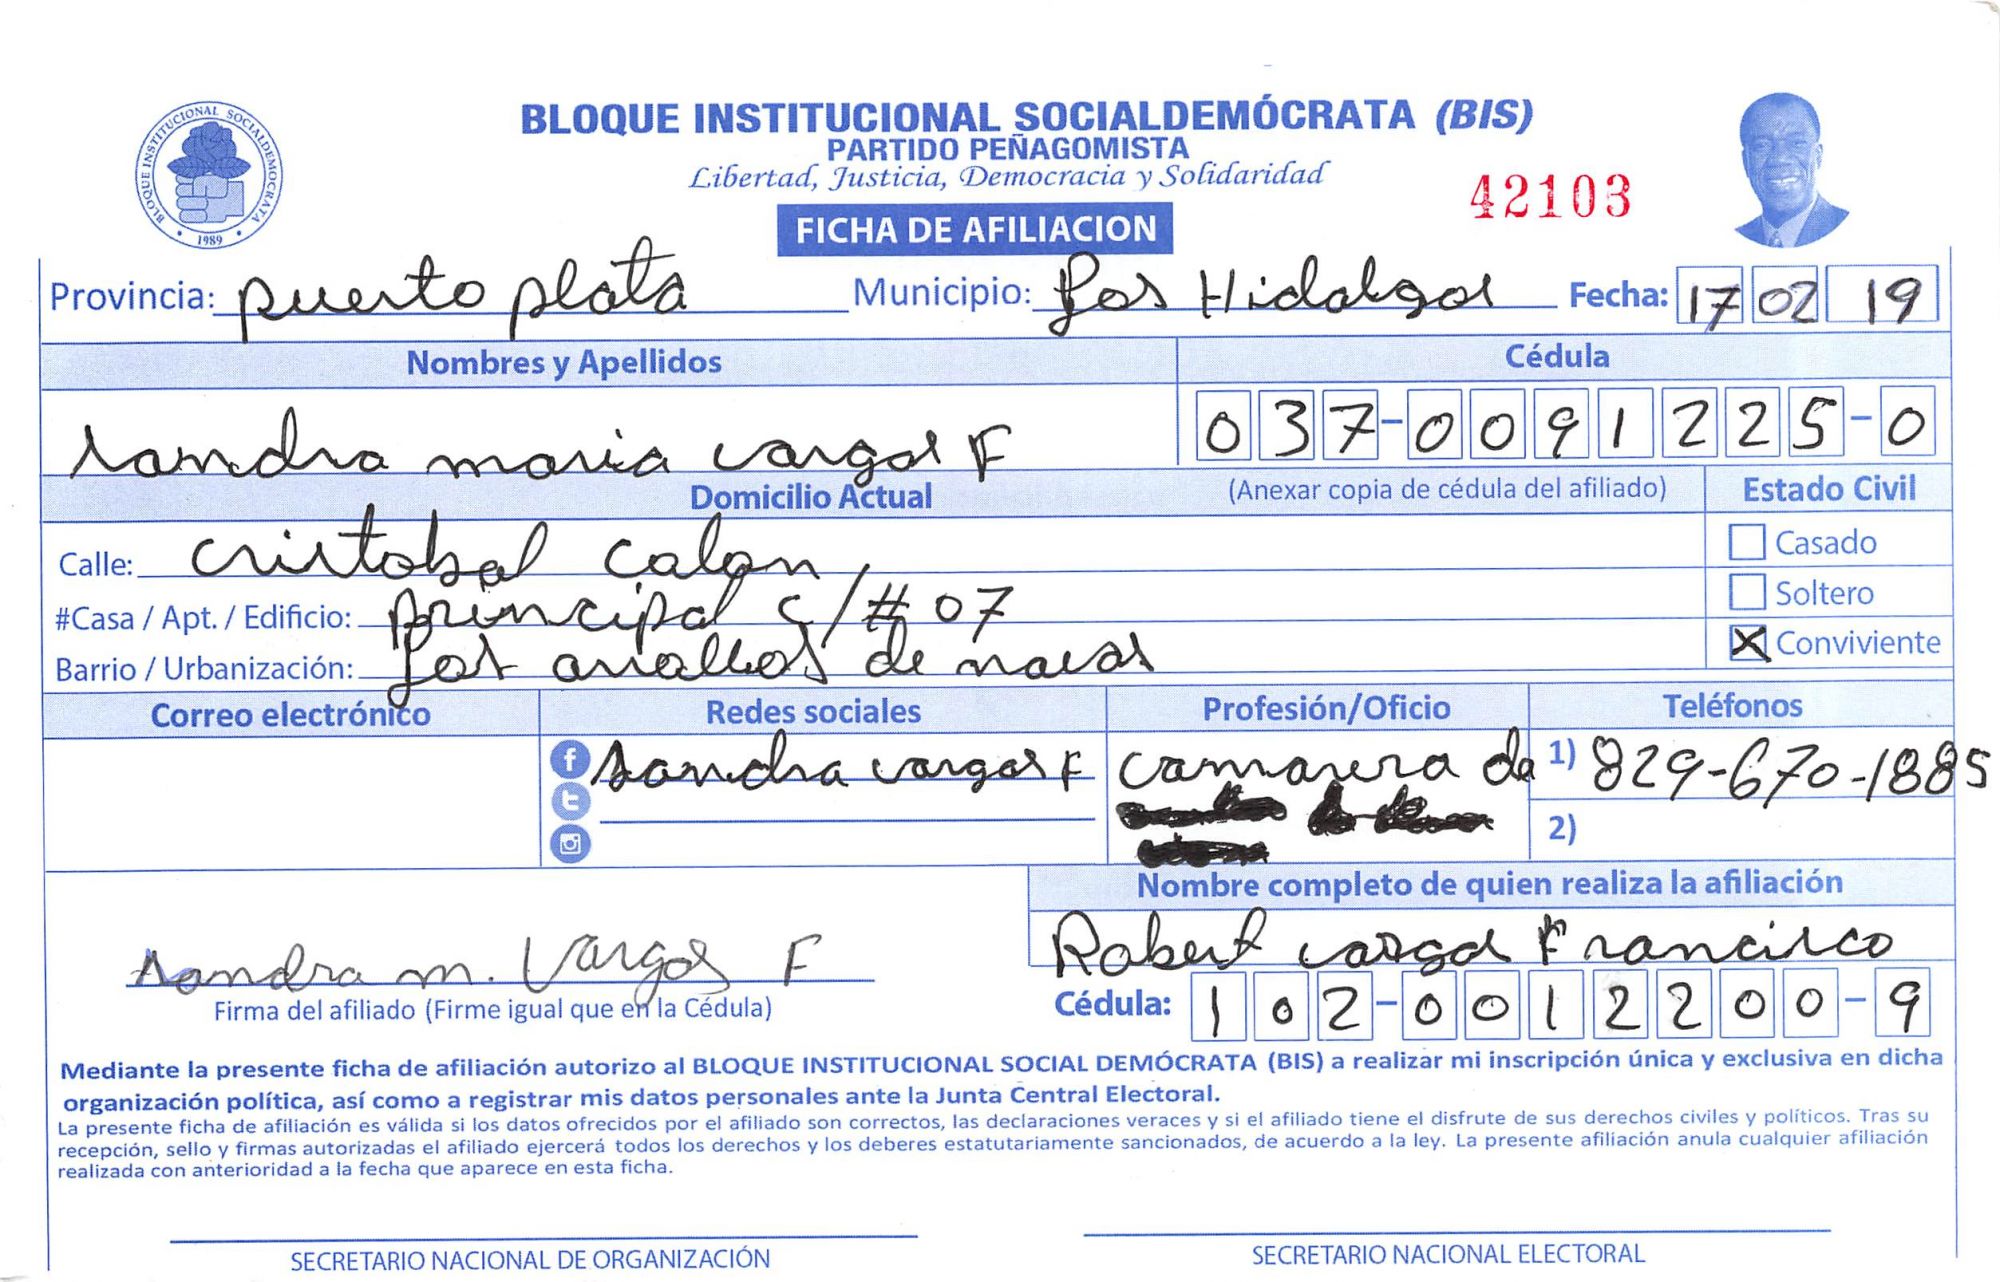 BLOQUE INSTITUCIONAL SOCIALDEMÓCRATA (BIS)
PARTIDO PEÑAGOMISTA
Libertad, Justicia, Democracia y Solidaridad
42103
BLOQUE INSTITUCIONAL SOCIALDEMOCRATA
1989
FICHA DE AFILIACION
Provincia: puerto plata Municipio: Los Hidalgos Fecha: 17 02 19
Nombres y Apellidos Cédula
sandra maria vargas F 037-0091225-0
Domicilio Actual (Anexar copia de cédula del afiliado) Estado Civil
Calle: cristobal colon Casado
#Casa / Apt. / Edificio: principal c/ # 07 Soltero
Barrio / Urbanización: Los de X Conviviente
Correo electrónico Redes sociales Profesión/Oficio Teléfonos
sandra vargas F camarera da 1) 829-670-1885
2)
Nombre completo de quien realiza la afiliación
Robert vargas Francisco
sandra m. Vargas F
Firma del afiliado (Firme igual que en la Cédula) Cédula: 102-0012200-9
Mediante la presente ficha de afiliación autorizo al BLOQUE INSTITUCIONAL SOCIAL DEMÓCRATA (BIS) a realizar mi inscripción única y exclusiva en dicha
organización política, así como a registrar mis datos personales ante la Junta Central Electoral.
La presente ficha de afiliación es válida si los datos ofrecidos por el afiliado son correctos, las declaraciones veraces y si el afiliado tiene el disfrute de sus derechos civiles y políticos. Tras su
recepción, sello y firmas autorizadas el afiliado ejercerá todos los derechos y los deberes estatutariamente sancionados, de acuerdo a la ley. La presente afiliación anula cualquier afiliación
realizada con anterioridad a la fecha que aparece en esta ficha.
SECRETARIO NACIONAL DE ORGANIZACIÓN SECRETARIO NACIONAL ELECTORAL